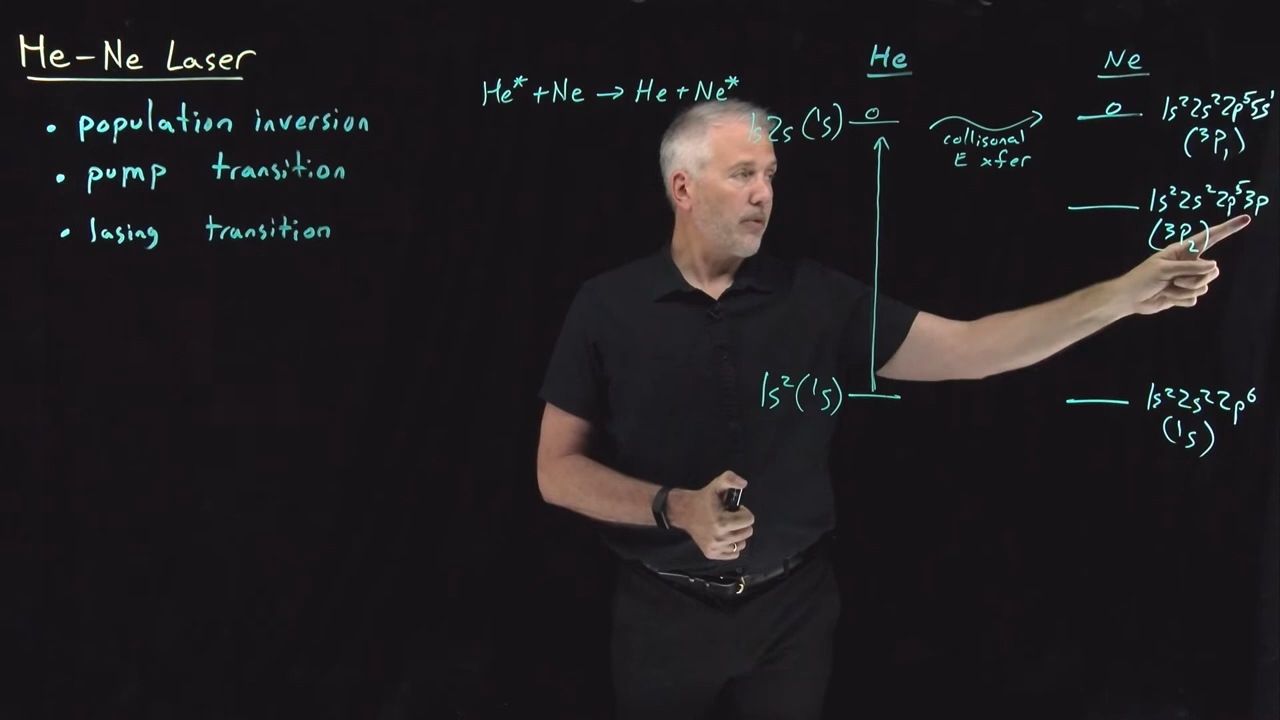 He-Ne Laser
• population inversion
• pump transition
• lasing transition
He* + Ne → He + Ne*
He
1s2s (¹S)
1s² (¹S)
collisonal
E xfer
Ne
1s²2s²2p⁵5s¹
(³P₁)
1s²2s²2p⁵3p
(³P₂)
1s²2s²2p⁶
(¹S)